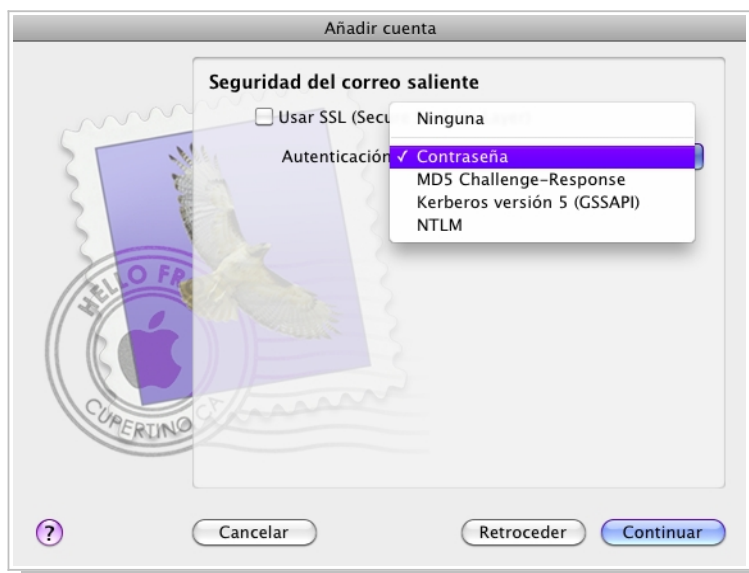 Añadir cuenta
Seguridad del correo saliente
Usar SSL (Secu
Ninguna
Autenticación
✓ Contraseña
MD5 Challenge-Response
Kerberos versión 5 (GSSAPI)
NTLM
HELLO FR
CUPERTINO CA
?
Cancelar
Retroceder
Continuar